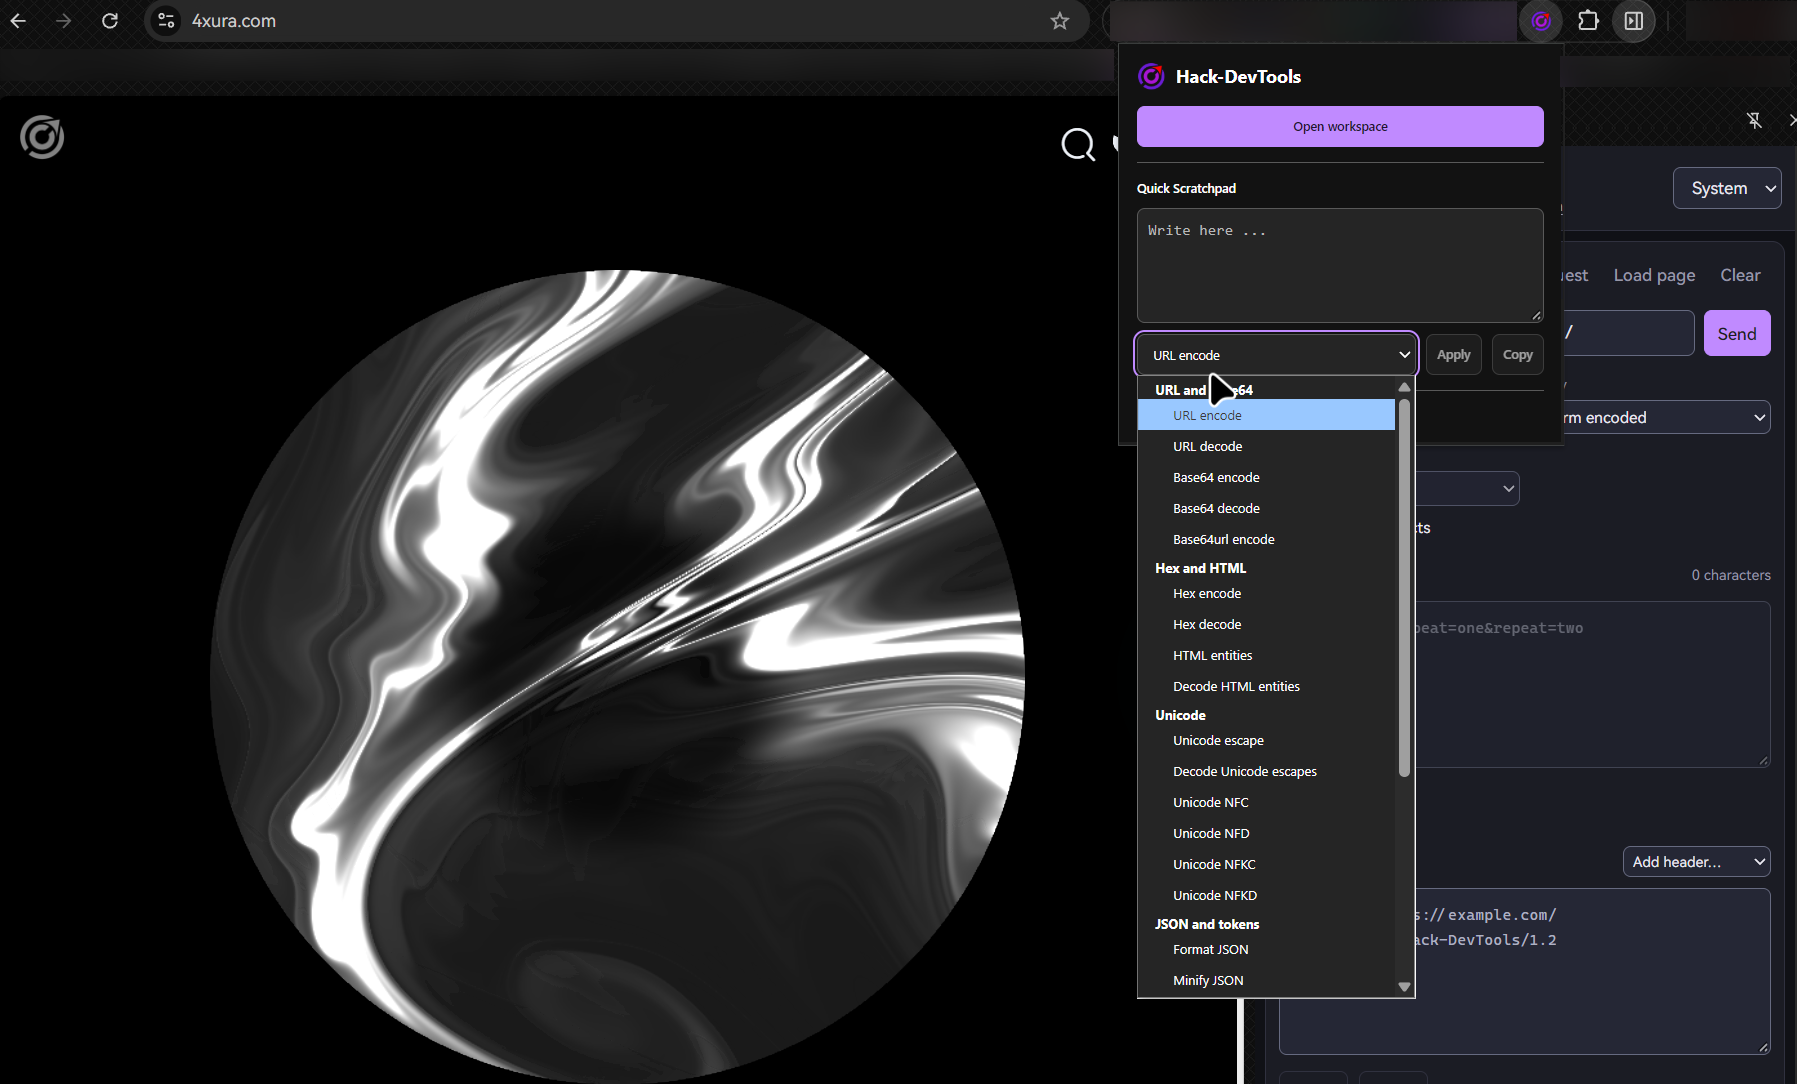 4xura.com
Hack-DevTools
Open workspace
Quick Scratchpad
Write here ...
URL encode
Apply
Copy
URL and
64
URL encode
URL decode
Base64 encode
Base64 decode
Base64url encode
Hex and HTML
Hex encode
Hex decode
HTML entities
Decode HTML entities
Unicode
Unicode escape
Decode Unicode escapes
Unicode NFC
Unicode NFD
Unicode NFKC
Unicode NFKD
JSON and tokens
Format JSON
Minify JSON
System
uest
Load page
Clear
/
Send
rm encoded
cts
0 characters
peat=one&repeat=two
Add header...
s://example.com/
ack-DevTools/1.2